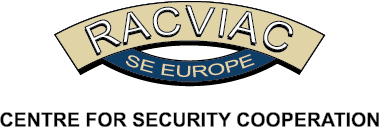 RACVIAC
SE EUROPE
CENTRE FOR SECURITY COOPERATION